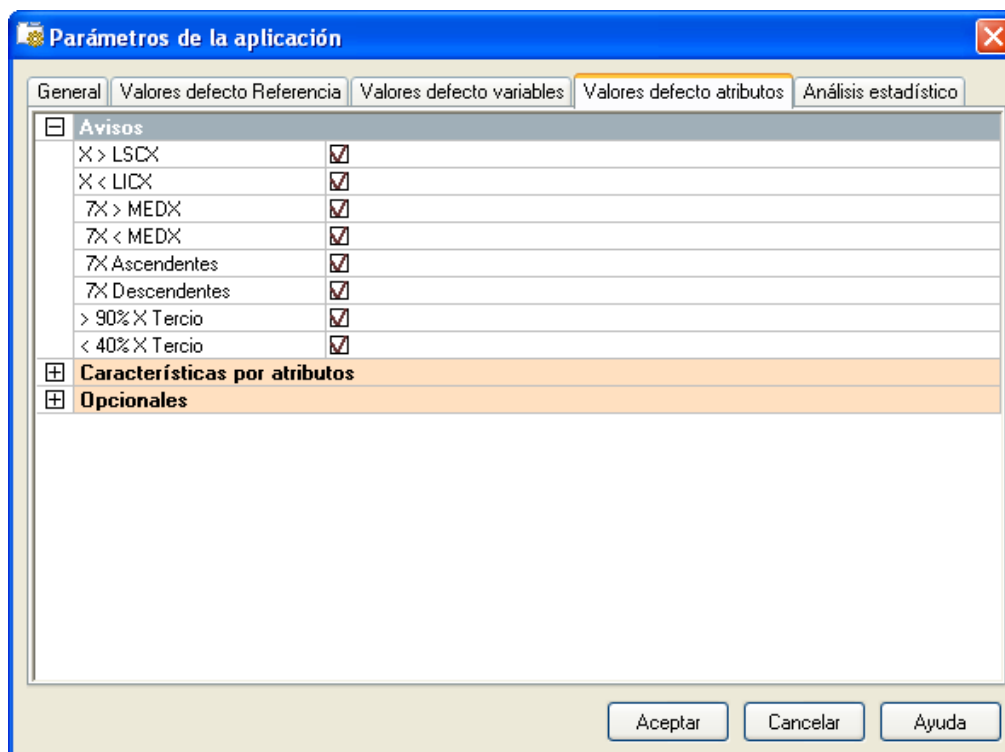 Parámetros de la aplicación
General Valores defecto Referencia Valores defecto variables Valores defecto atributos Análisis estadístico
Avisos
X > LSCX
X < LICX
7X > MEDX
7X < MEDX
7X Ascendentes
7X Descendentes
> 90% X Tercio
< 40% X Tercio
Características por atributos
Opcionales
Aceptar Cancelar Ayuda